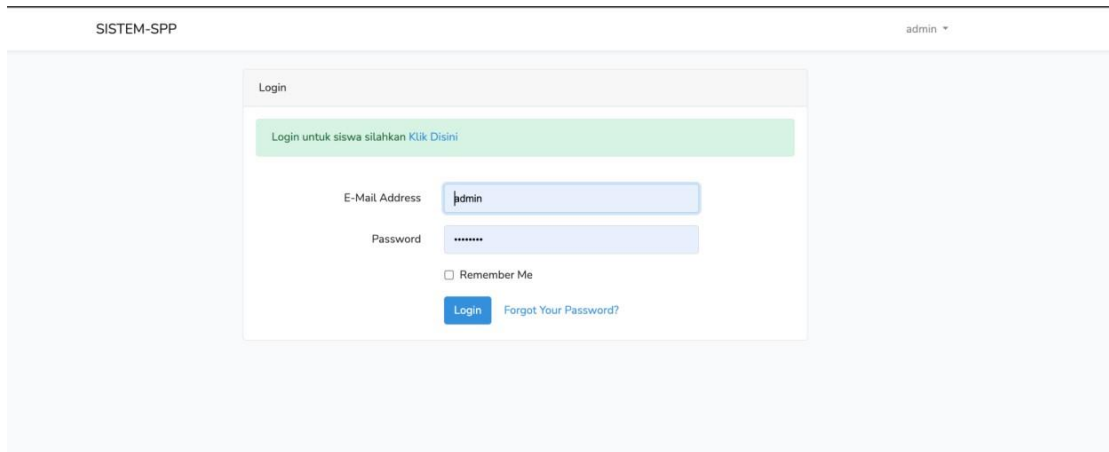 SISTEM-SPP admin
Login
Login untuk siswa silahkan Klik Disini
E-Mail Address admin
Password ••••••••
Remember Me
Login Forgot Your Password?